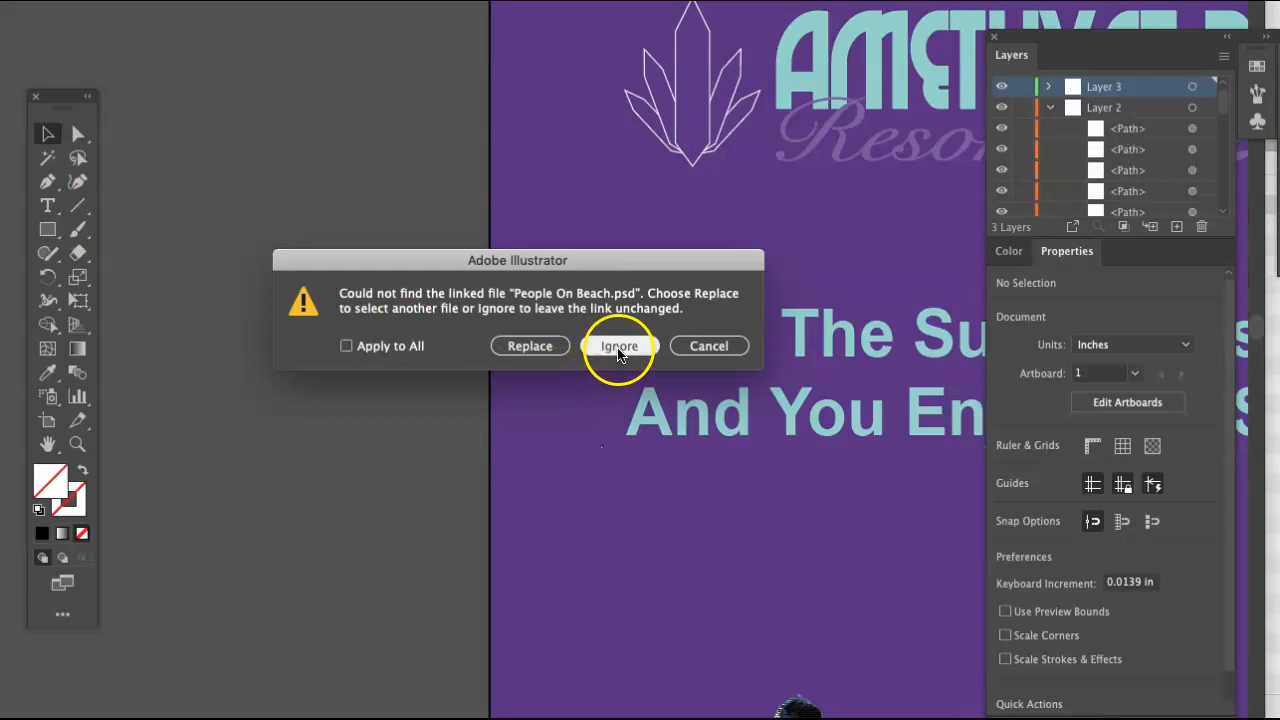 AMETHYST
Resor
Layers
Layer 3
Layer 2
<Path>
<Path>
<Path>
<Path>
<Path>
3 Layers
Adobe Illustrator
Could not find the linked file “People On Beach.psd”. Choose Replace
to select another file or Ignore to leave the link unchanged.
Apply to All
Replace
Ignore
Cancel
The Su
And You En
Color
Properties
No Selection
Document
Units:
Inches
Artboard:
1
Edit Artboards
Ruler & Grids
Guides
Snap Options
Preferences
Keyboard Increment:
0.0139 in
Use Preview Bounds
Scale Corners
Scale Strokes & Effects
Quick Actions